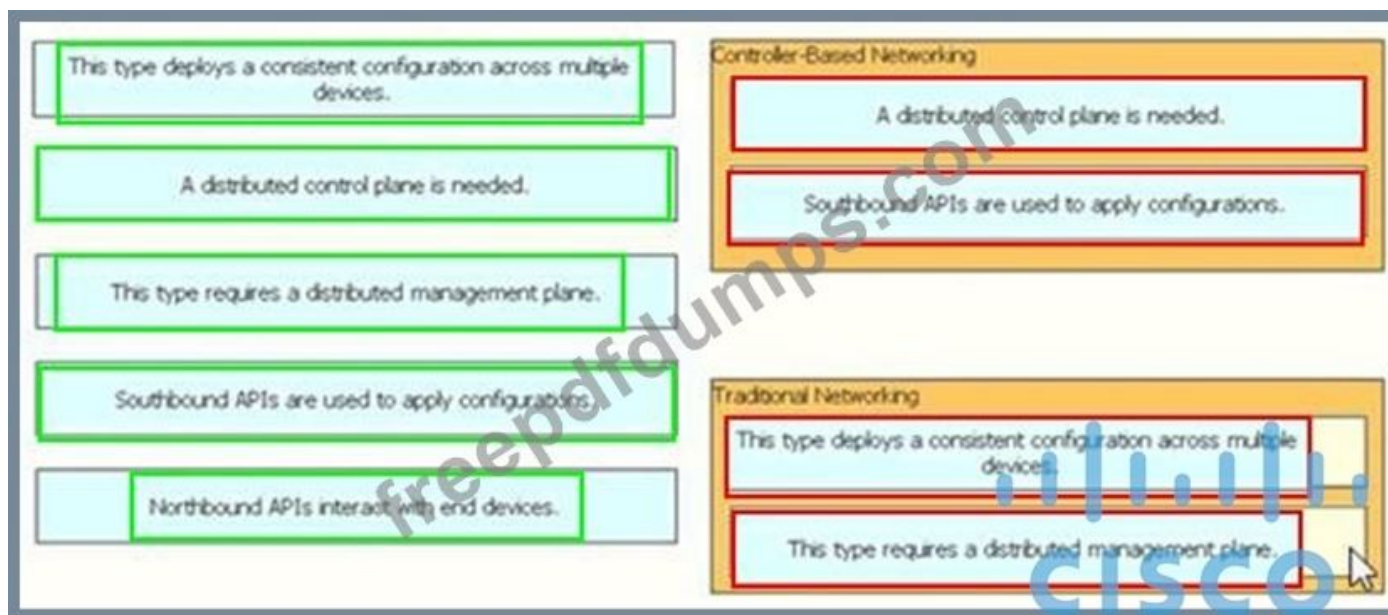 This type deploys a consistent configuration across multiple
devices.
A distributed control plane is needed.
This type requires a distributed management plane.
Southbound APIs are used to apply configurations.
Northbound APIs interact with end devices.
Controller-Based Networking
A distributed control plane is needed.
Southbound APIs are used to apply configurations.
Traditional Networking
This type deploys a consistent configuration across multiple
devices.
This type requires a distributed management plane.
freepdfdumps.com
CISCO